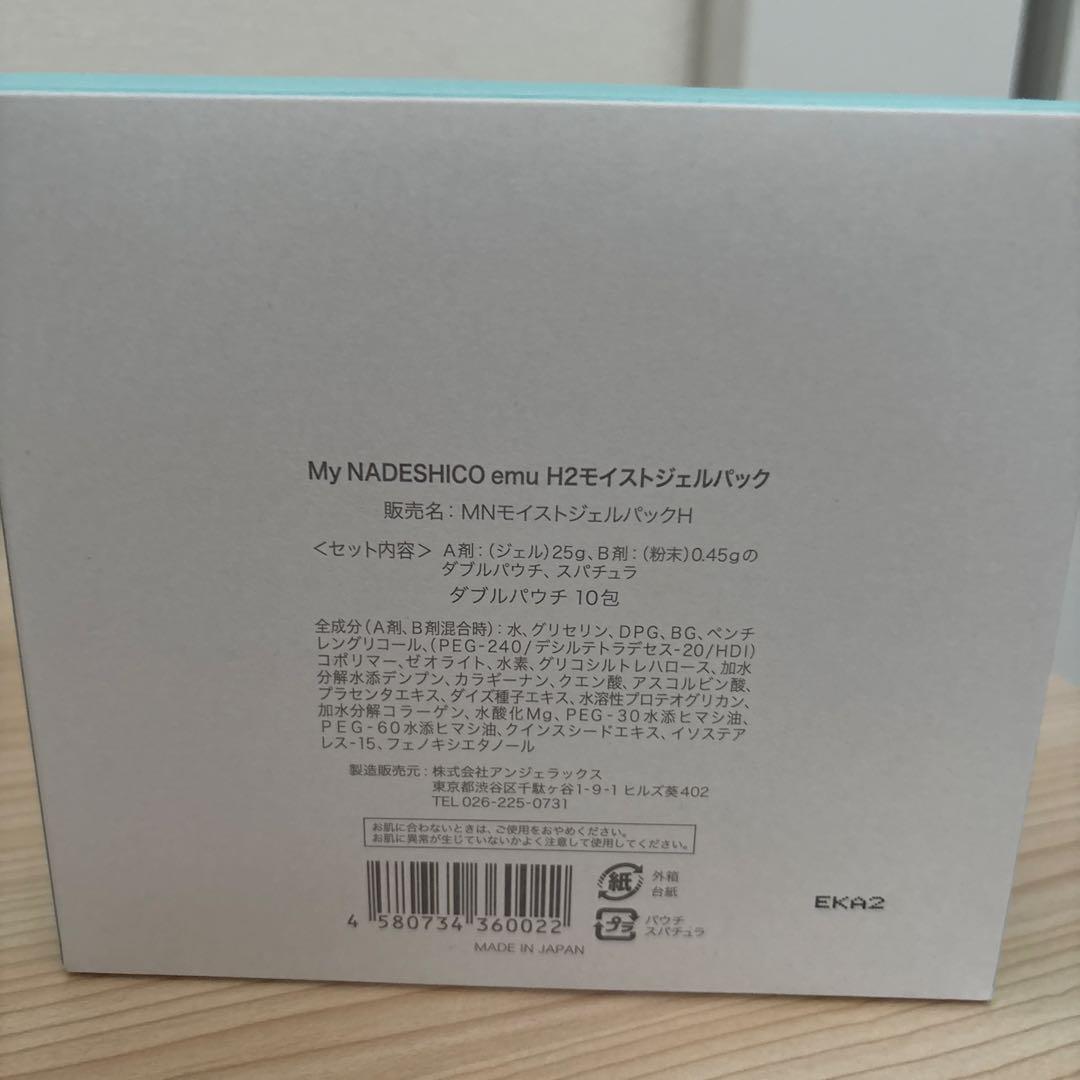 My NADESHICO emu H2モイストジェルパック
販売名：MNモイストジェルパックH
＜セット内容＞ A剤：（ジェル）25g、B剤：（粉末）0.45gの
ダブルパウチ、スパチュラ
ダブルパウチ 10包
全成分（A剤、B剤混合時）：水、グリセリン、DPG、BG、ペンチ
レングリコール、（PEG-240/デシルテトラデセス-20/HDI）
コポリマー、ゼオライト、水素、グリコシルトレハロース、加水
分解水添デンプン、カラギーナン、クエン酸、アスコルビン酸、
プラセンタエキス、ダイズ種子エキス、水溶性プロテオグリカン、
加水分解コラーゲン、水酸化Mg、PEG-30水添ヒマシ油、
PEG-60水添ヒマシ油、クインスシードエキス、イソステア
レス-15、フェノキシエタノール
製造販売元：株式会社アンジェラックス
東京都渋谷区千駄ヶ谷1-9-1 ヒルズ葵402
TEL 026-225-0731
お肌に合わないときは、ご使用をおやめください。
お肌に異常が生じていないかよく注意して使用してください。
紙 外箱
台紙
プラ パウチ
スパチュラ
4 580734 360022
MADE IN JAPAN
EKA2